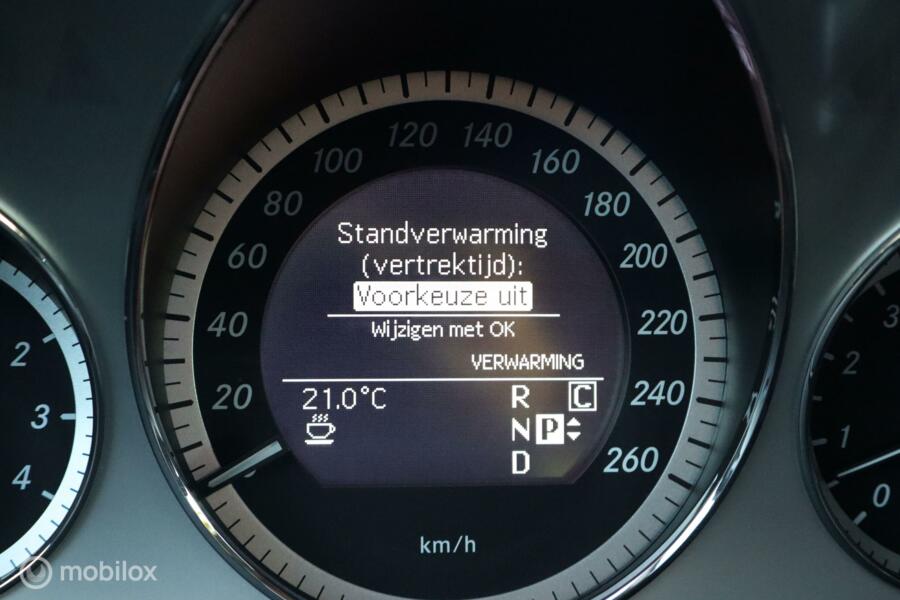 Standverwarming
(vertrektijd):
Voorkeuze uit
Wijzigen met OK
VERWARMING
21.0°C
R C
N P
D
20
40
60
80
100
120
140
160
180
200
220
240
260
km/h
2
3
4
3
2
1
0
mobilox